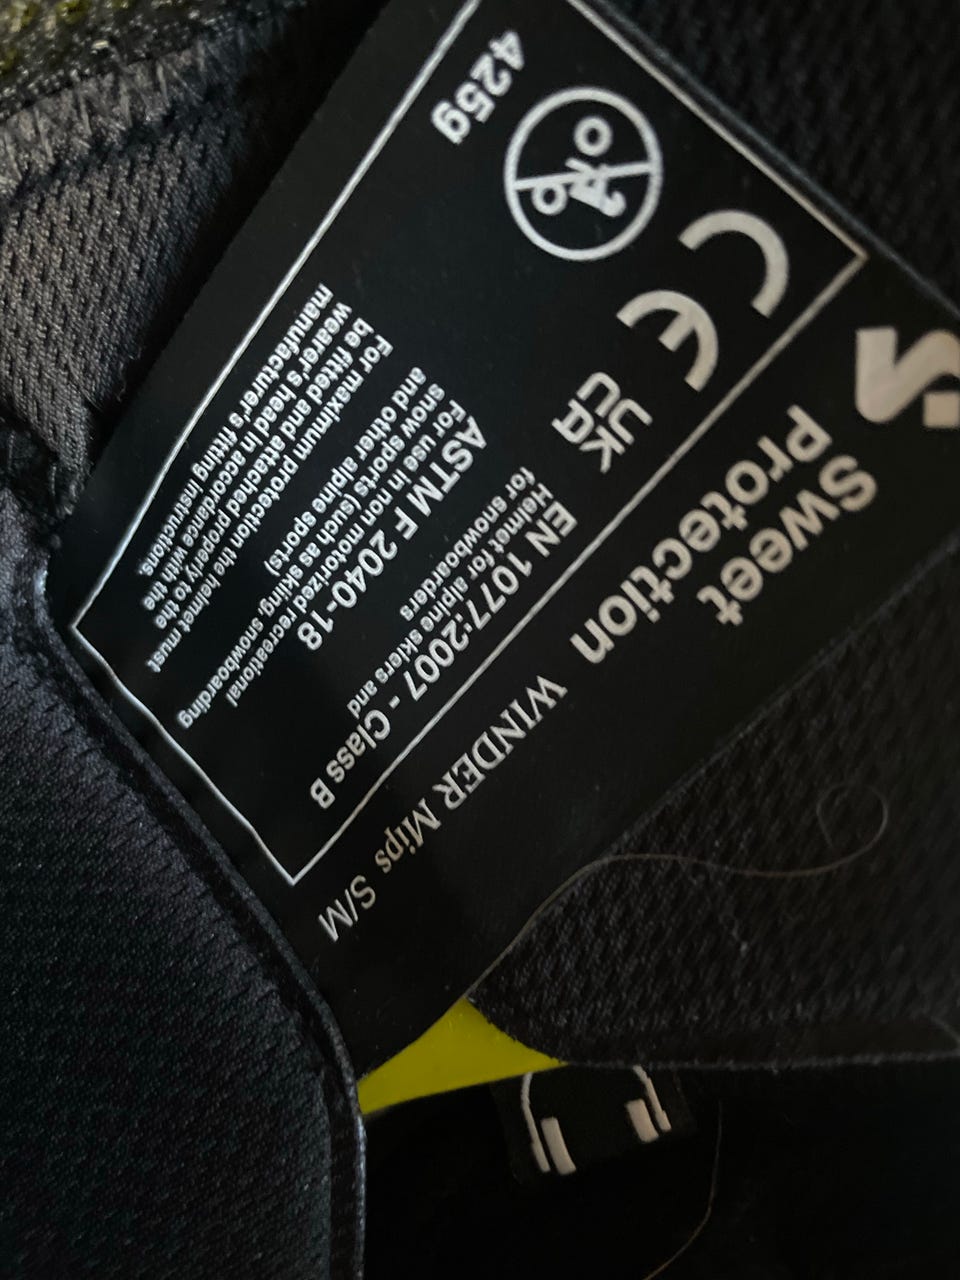 Sweet
Protection
WINDER Mips S/M
UK
CA
EN 1077:2007 - Class B
Helmet for alpine skiers and
for snowboarders
ASTM F 2040-18
For use in non motorized recreational
snow sports (such as skiing, snowboarding
and other alpine sports)
For maximum protection the helmet must
be fitted and attached properly to the
wearer's head in accordance with the
manufacturer's fitting instructions.
425g